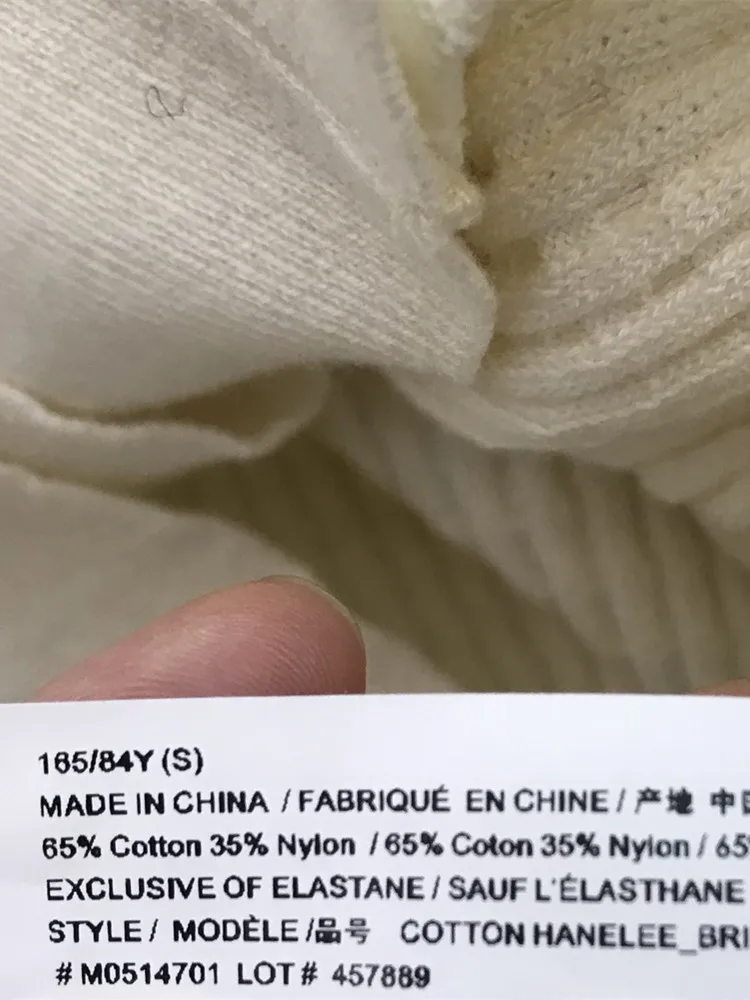 165/84Y (S)
MADE IN CHINA / FABRIQUÉ EN CHINE / 产地 中
65% Cotton 35% Nylon / 65% Coton 35% Nylon / 65
EXCLUSIVE OF ELASTANE / SAUF L'ÉLASTHANE
STYLE / MODÈLE /品号 COTTON HANELEE_BRI
# M0514701 LOT # 457889